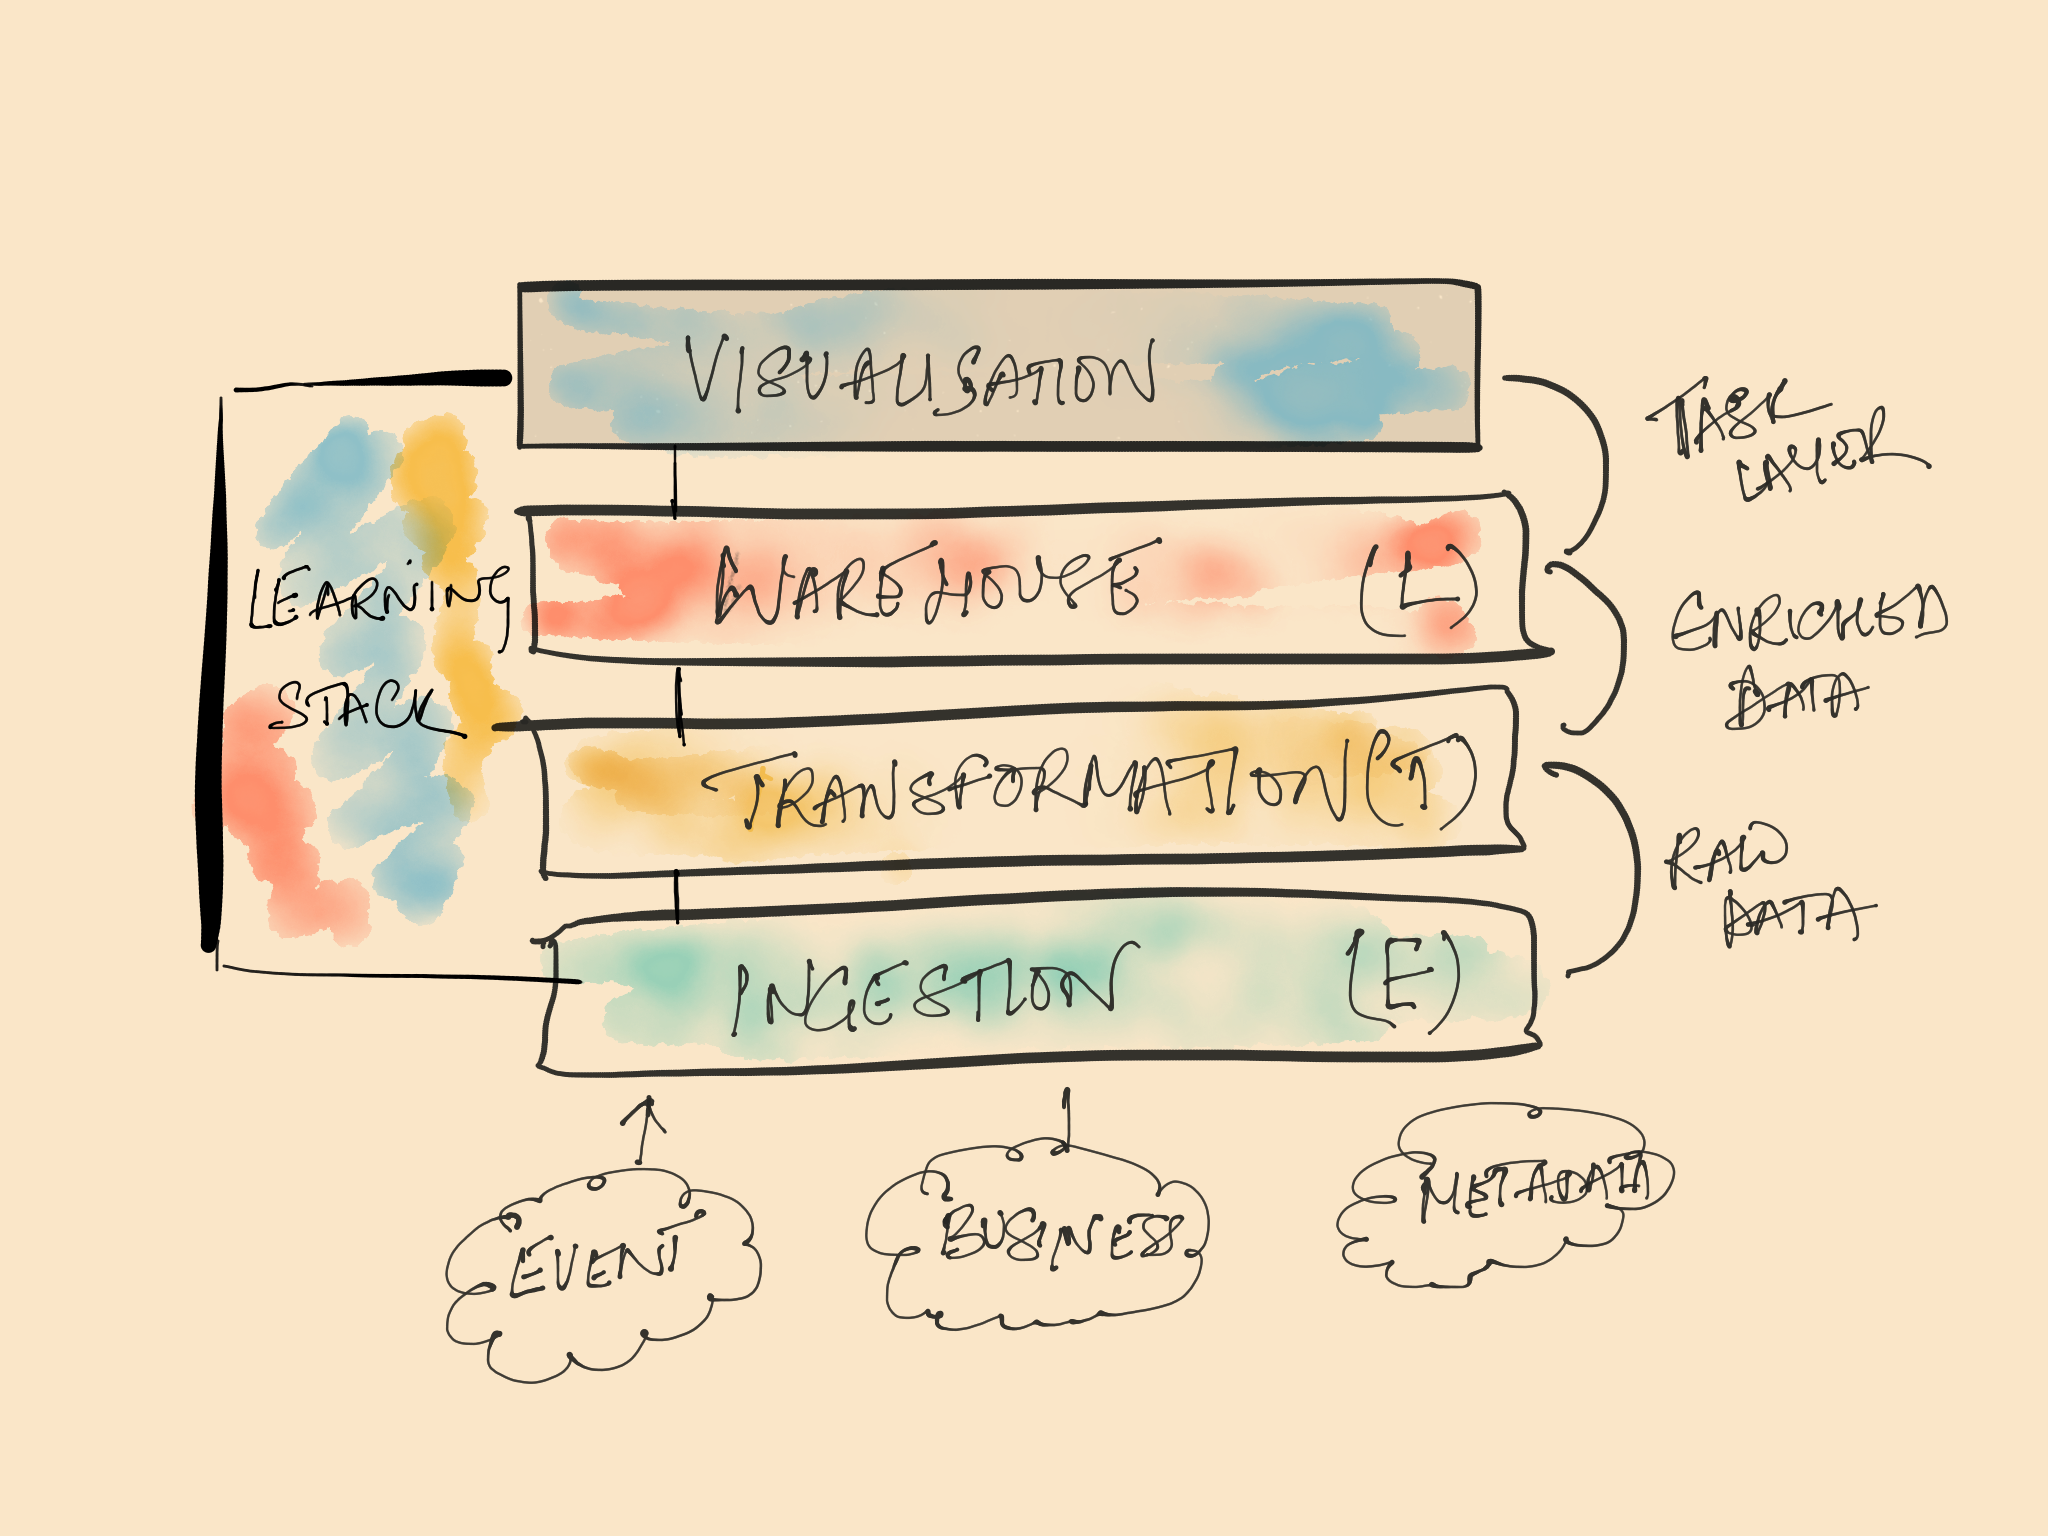 VISUALISATION
TASK
LAYER
WAREHOUSE (L)
ENRICHED
DATA
LEARNING
STACK
TRANSFORMATION (T)
RAW
DATA
INGESTION (E)
EVENT
BUSINESS
METADATA